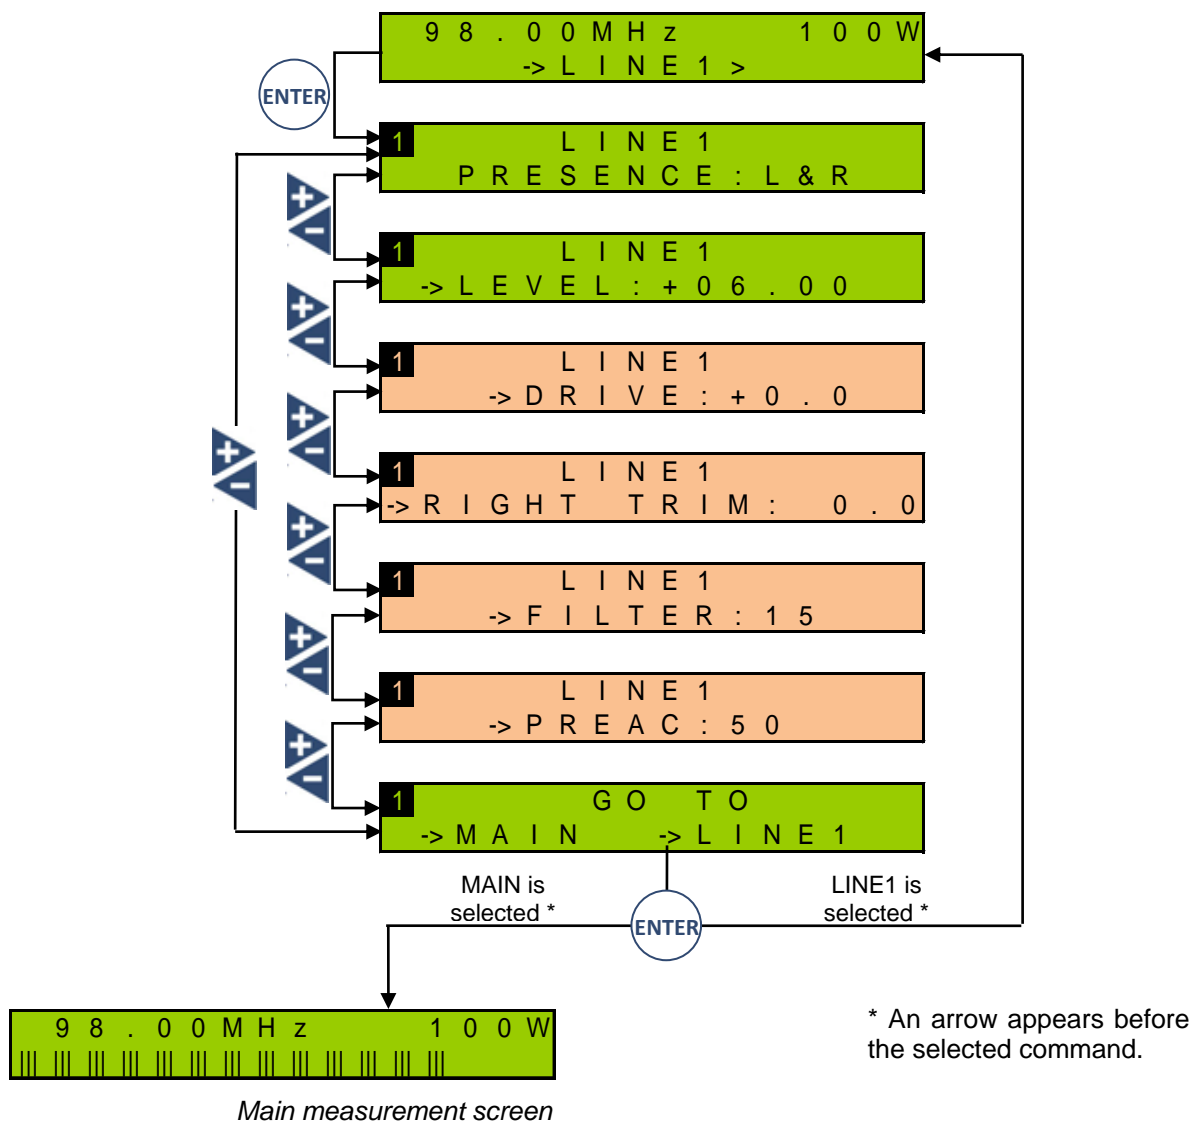 98.00MHz 100W
->LINE1>
ENTER
1 LINE1
PRESENCE:L&R
+
-
1 LINE1
->LEVEL:+06.00
+
-
1 LINE1
->DRIVE:+0.0
+
-
+
-
1 LINE1
->RIGHT TRIM: 0.0
+
-
1 LINE1
->FILTER:15
+
-
1 LINE1
->PREAC:50
+
-
1 GO TO
->MAIN ->LINE1
MAIN is
selected *
LINE1 is
selected *
ENTER
98.00MHz 100W
* An arrow appears before
the selected command.
Main measurement screen